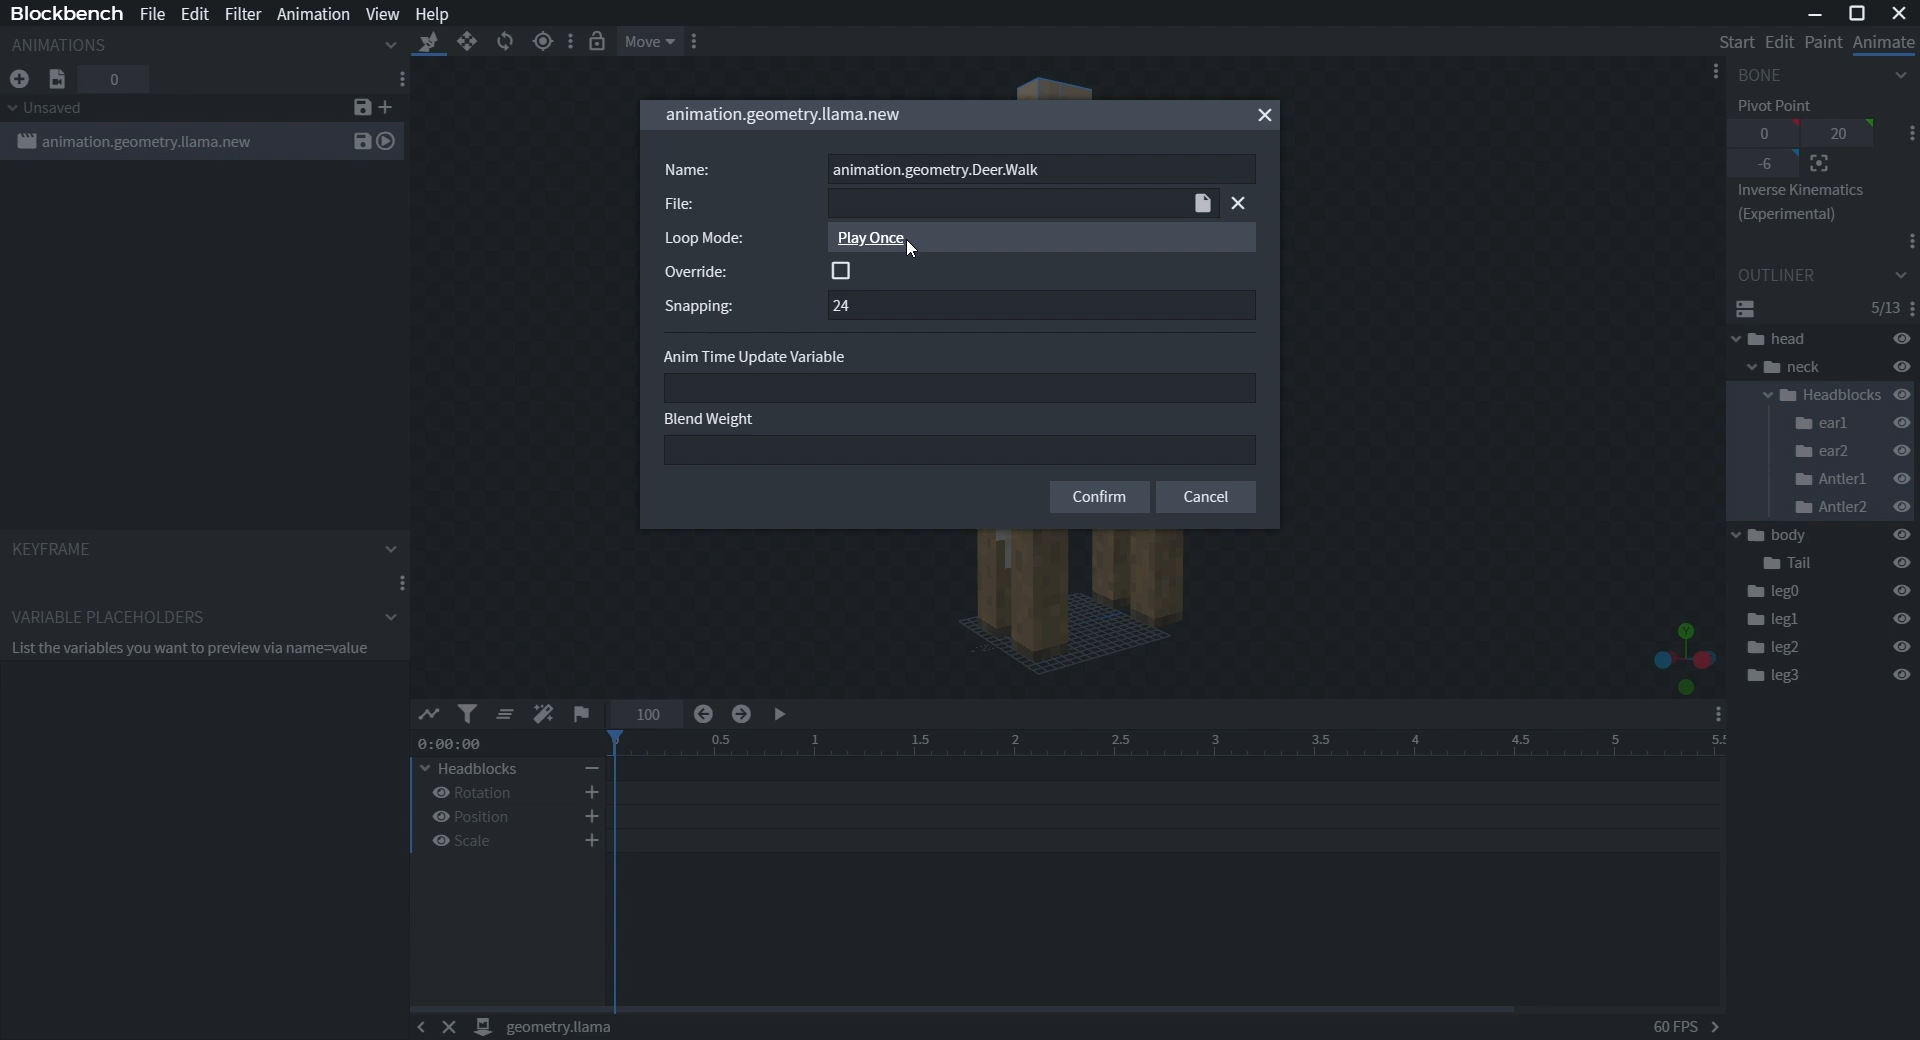 Blockbench File Edit Filter Animation View Help
ANIMATIONS
Move
Start Edit Paint Animate
0
Unsaved
animation.geometry.llama.new
animation.geometry.llama.new
Name: animation.geometry.Deer.Walk
File:
Loop Mode: Play Once
Override:
Snapping: 24
Anim Time Update Variable
Blend Weight
Confirm Cancel
BONE
Pivot Point
0 20
-6
Inverse Kinematics
(Experimental)
OUTLINER
5/13
head
neck
Headblocks
ear1
ear2
Antler1
Antler2
body
Tail
leg0
leg1
leg2
leg3
KEYFRAME
VARIABLE PLACEHOLDERS
List the variables you want to preview via name=value
Y
100
0:00:00 0.5 1 1.5 2 2.5 3 3.5 4 4.5 5 5.5
Headblocks
Rotation
Position
Scale
geometry.llama
60 FPS